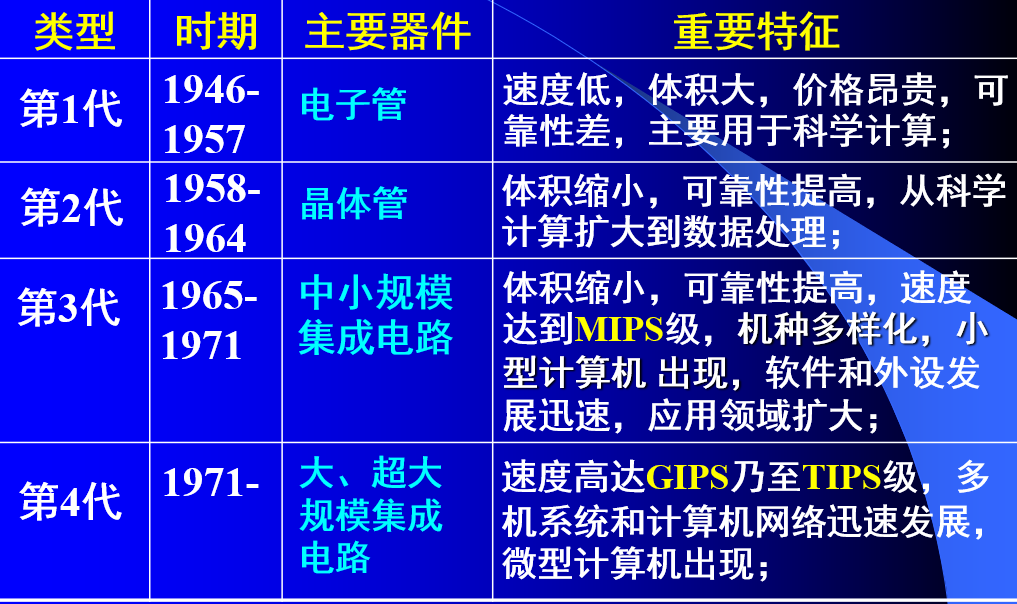 类型 时期 主要器件 重要特征
第1代
1946-
1957
电子管
速度低，体积大，价格昂贵，可
靠性差，主要用于科学计算；
第2代
1958-
1964
晶体管
体积缩小，可靠性提高，从科学
计算扩大到数据处理；
第3代
1965-
1971
中小规模
集成电路
体积缩小，可靠性提高，速度
达到MIPS级，机种多样化，小
型计算机 出现，软件和外设发
展迅速，应用领域扩大；
第4代
1971-
大、超大
规模集成
电路
速度高达GIPS乃至TIPS级，多
机系统和计算机网络迅速发展，
微型计算机出现；